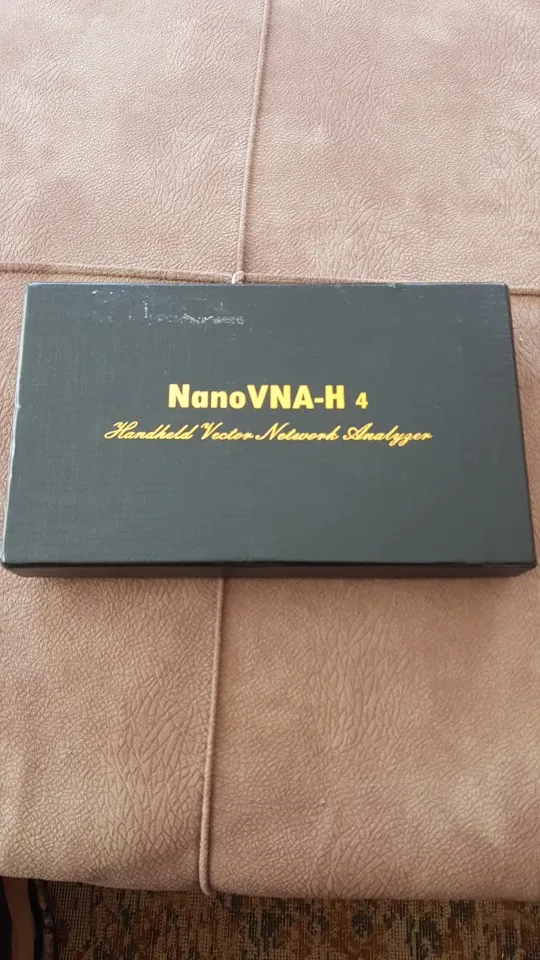 NanoVNA-H 4
Handheld Vector Network Analyzer